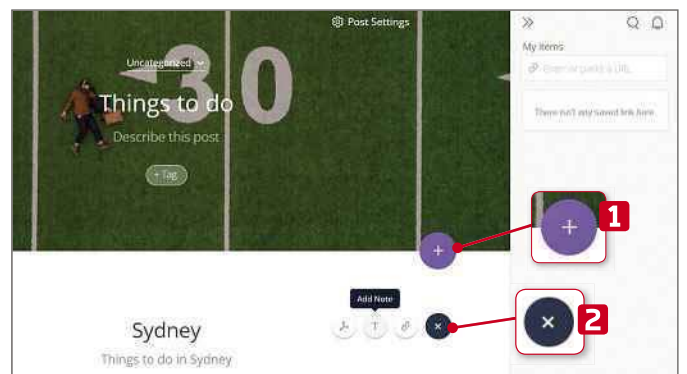 Post Settings
My items
Uncategorized
30
Enter or paste a URL
Things to do
There isn't any saved link here.
Describe this post
+ Tag
1
Add Note
2
T
Sydney
Things to do in Sydney